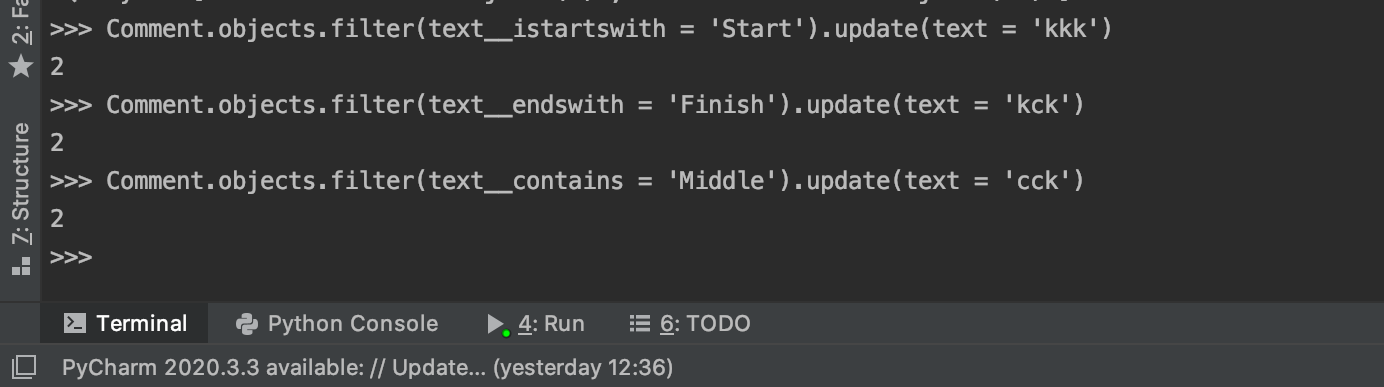 >>> Comment.objects.filter(text__istartswith = 'Start').update(text = 'kkk')
2
>>> Comment.objects.filter(text__endswith = 'Finish').update(text = 'kck')
2
>>> Comment.objects.filter(text__contains = 'Middle').update(text = 'cck')
2
>>>
2: Fa
7: Structure
Terminal Python Console 4: Run 6: TODO
PyCharm 2020.3.3 available: // Update... (yesterday 12:36)